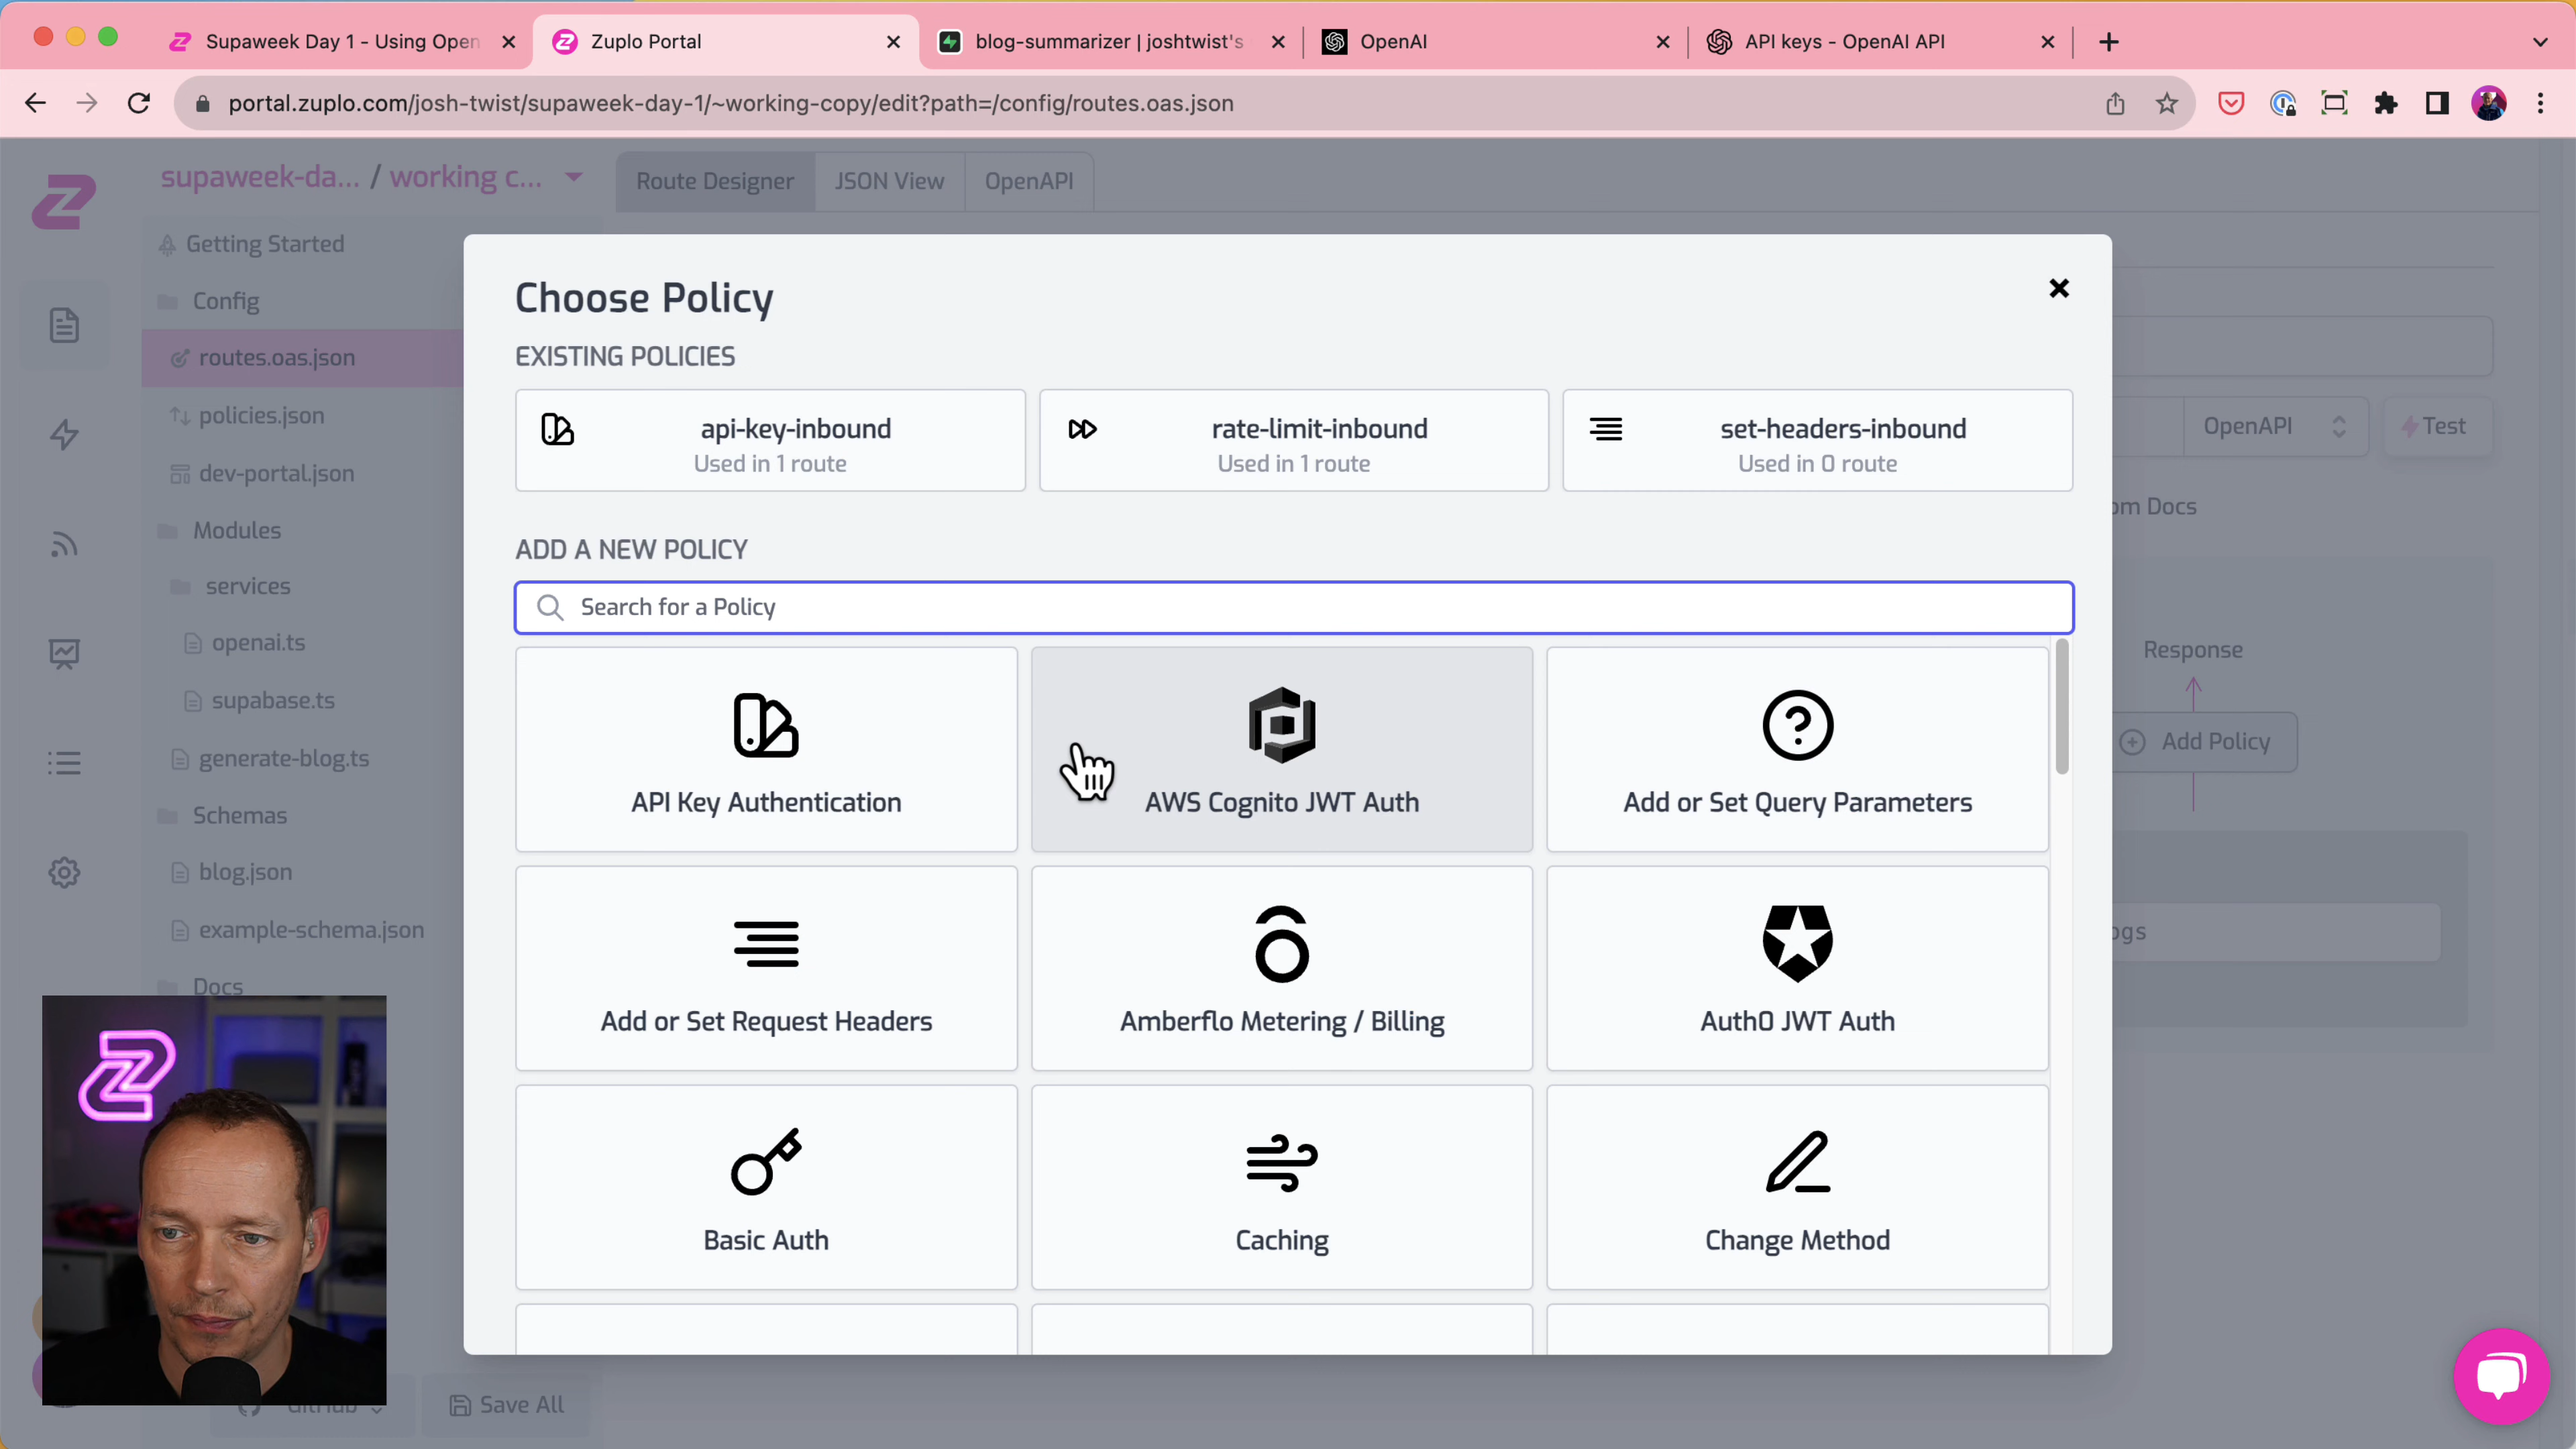 Supaweek Day 1 - Using Open
Zuplo Portal
blog-summarizer | joshtwist's
OpenAI
API keys - OpenAI API
portal.zuplo.com/josh-twist/supaweek-day-1/~working-copy/edit?path=/config/routes.oas.json
supaweek-da... / working c...
Route Designer
JSON View
OpenAPI
Getting Started
Config
routes.oas.json
policies.json
dev-portal.json
Modules
services
openai.ts
supabase.ts
generate-blog.ts
Schemas
blog.json
example-schema.json
Docs
GitHub
Save All
Choose Policy
EXISTING POLICIES
api-key-inbound
Used in 1 route
rate-limit-inbound
Used in 1 route
set-headers-inbound
Used in 0 route
ADD A NEW POLICY
Search for a Policy
API Key Authentication
AWS Cognito JWT Auth
Add or Set Query Parameters
Add or Set Request Headers
Amberflo Metering / Billing
Auth0 JWT Auth
Basic Auth
Caching
Change Method
OpenAPI
Test
om Docs
Response
Add Policy
ogs